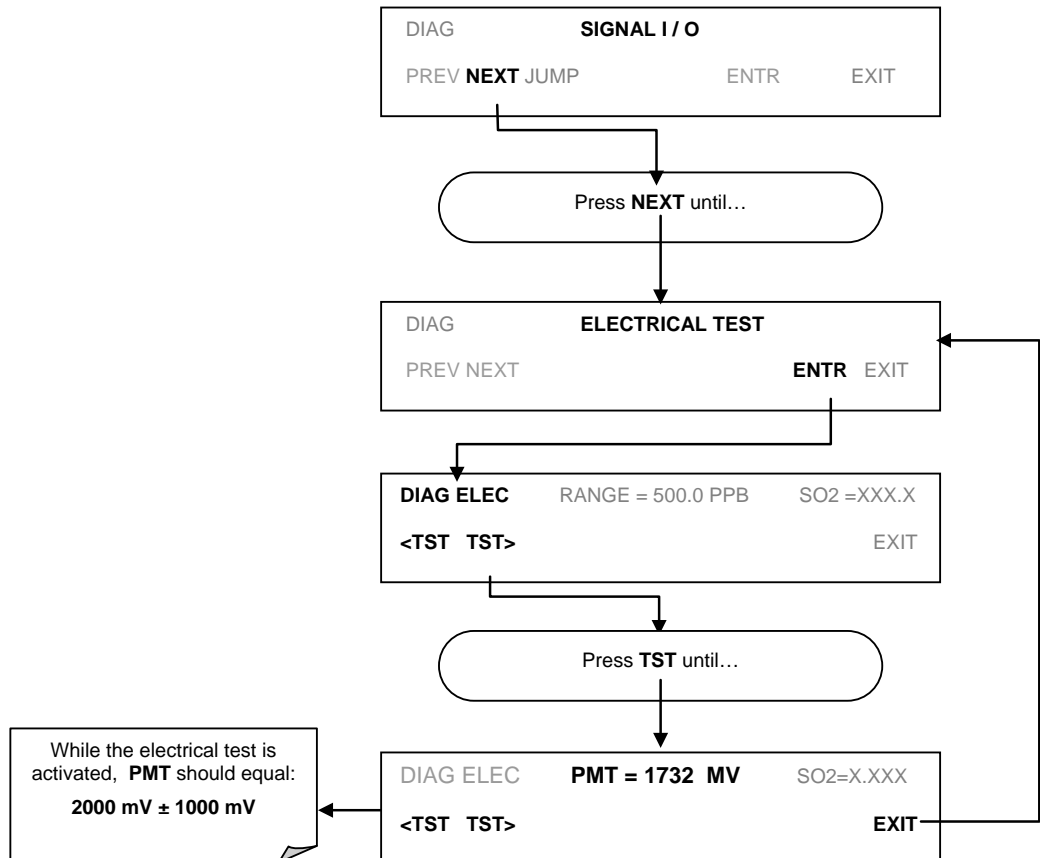 DIAG SIGNAL I / O
PREV NEXT JUMP ENTR EXIT
Press NEXT until…
DIAG ELECTRICAL TEST
PREV NEXT ENTR EXIT
DIAG ELEC RANGE = 500.0 PPB SO2 =XXX.X
<TST TST> EXIT
Press TST until…
While the electrical test is
activated, PMT should equal:
2000 mV ± 1000 mV
DIAG ELEC PMT = 1732 MV SO2=X.XXX
<TST TST> EXIT